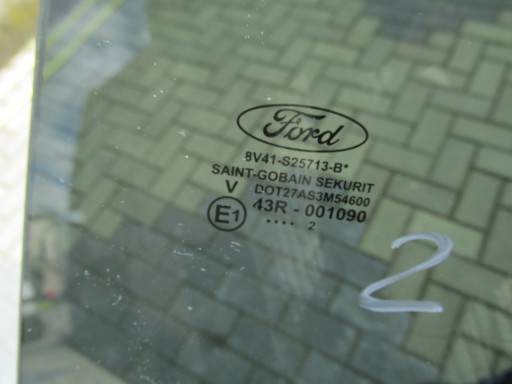 Ford
8V41-S25713-B*
SAINT-GOBAIN SEKURIT
V DOT27AS3M54600
E1 43R - 001090
.... 2
2